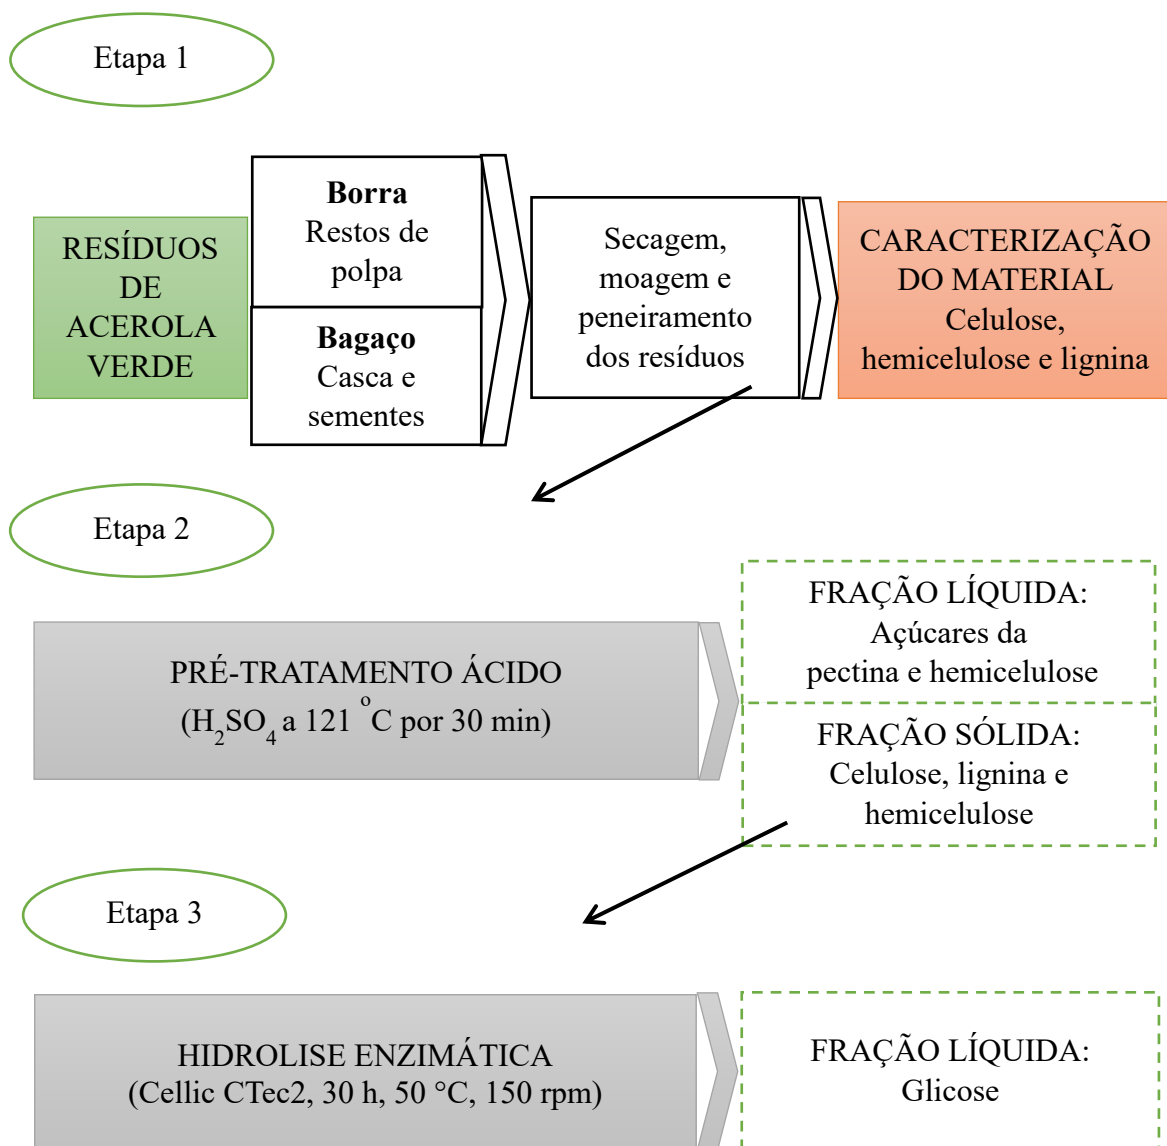 Etapa 1
RESÍDUOS
DE
ACEROLA
VERDE
Borra
Restos de
polpa
Bagaço
Casca e
sementes
Secagem,
moagem e
peneiramento
dos resíduos
CARACTERIZAÇÃO
DO MATERIAL
Celulose,
hemicelulose e lignina
Etapa 2
PRÉ-TRATAMENTO ÁCIDO
(H₂SO₄ a 121 °C por 30 min)
FRAÇÃO LÍQUIDA:
Açúcares da
pectina e hemicelulose
FRAÇÃO SÓLIDA:
Celulose, lignina e
hemicelulose
Etapa 3
HIDROLISE ENZIMÁTICA
(Cellic CTec2, 30 h, 50 °C, 150 rpm)
FRAÇÃO LÍQUIDA:
Glicose